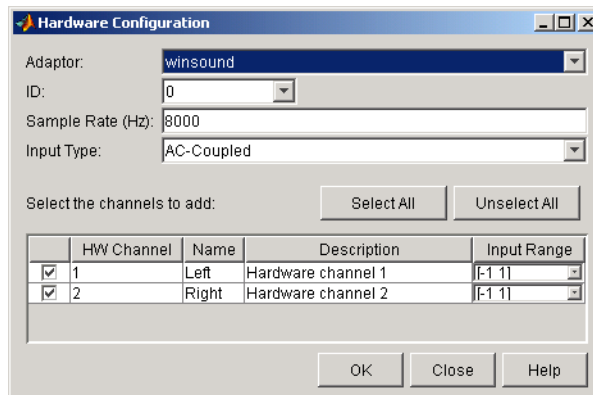 Hardware Configuration
Adaptor: winsound
ID: 0
Sample Rate (Hz): 8000
Input Type: AC-Coupled
Select the channels to add: Select All Unselect All
HW Channel Name Description Input Range
1 Left Hardware channel 1 [-1 1]
2 Right Hardware channel 2 [-1 1]
OK Close Help